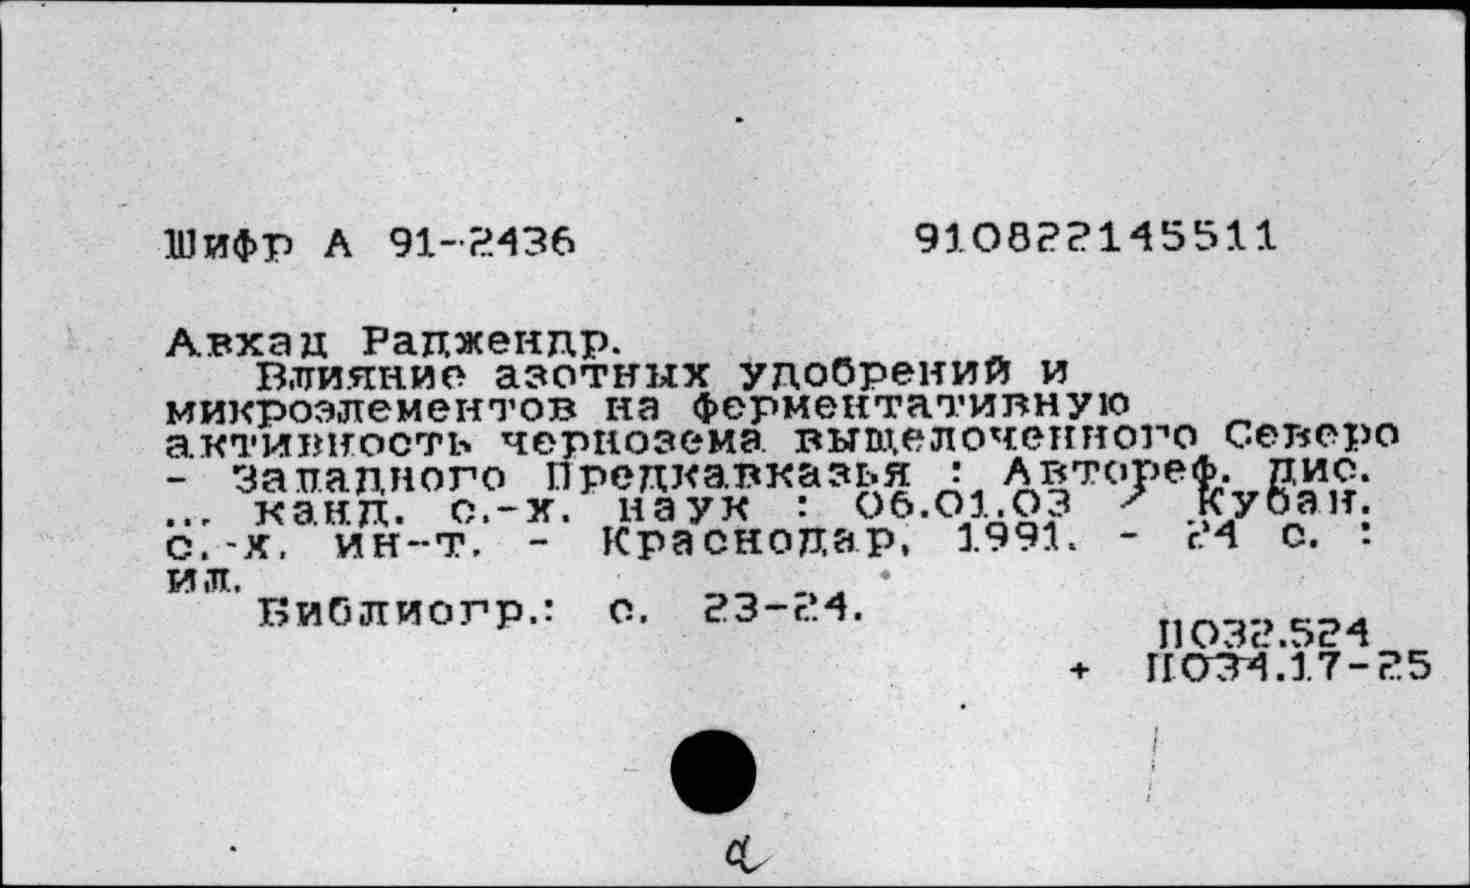 Шифр А 91-2436 910822145511
Авхад Раджендр.
Влияние азотных удобрений и
микроэлементов на ферментативную
активность чернозема выщелоченного Северо
- Западного Предкавказья : Автореф. дис.
... канд. с.-х. наук : 06.01.03 / Кубан.
с.-х. ин-т. - Краснодар, 1991. - 24 с. :
ил.
Библиогр.: с. 23-24.
П032.524
+ П034.17-25